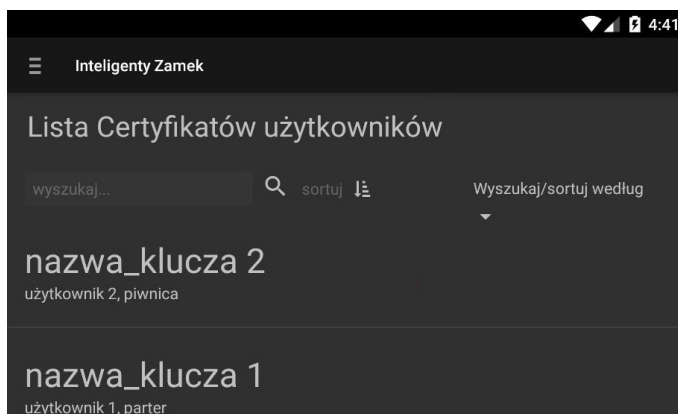 4:41
Inteligenty Zamek
Lista Certyfikatów użytkowników
wyszukaj... sortuj Wyszukaj/sortuj według
nazwa_klucza 2
użytkownik 2, piwnica
nazwa_klucza 1
użytkownik 1, parter